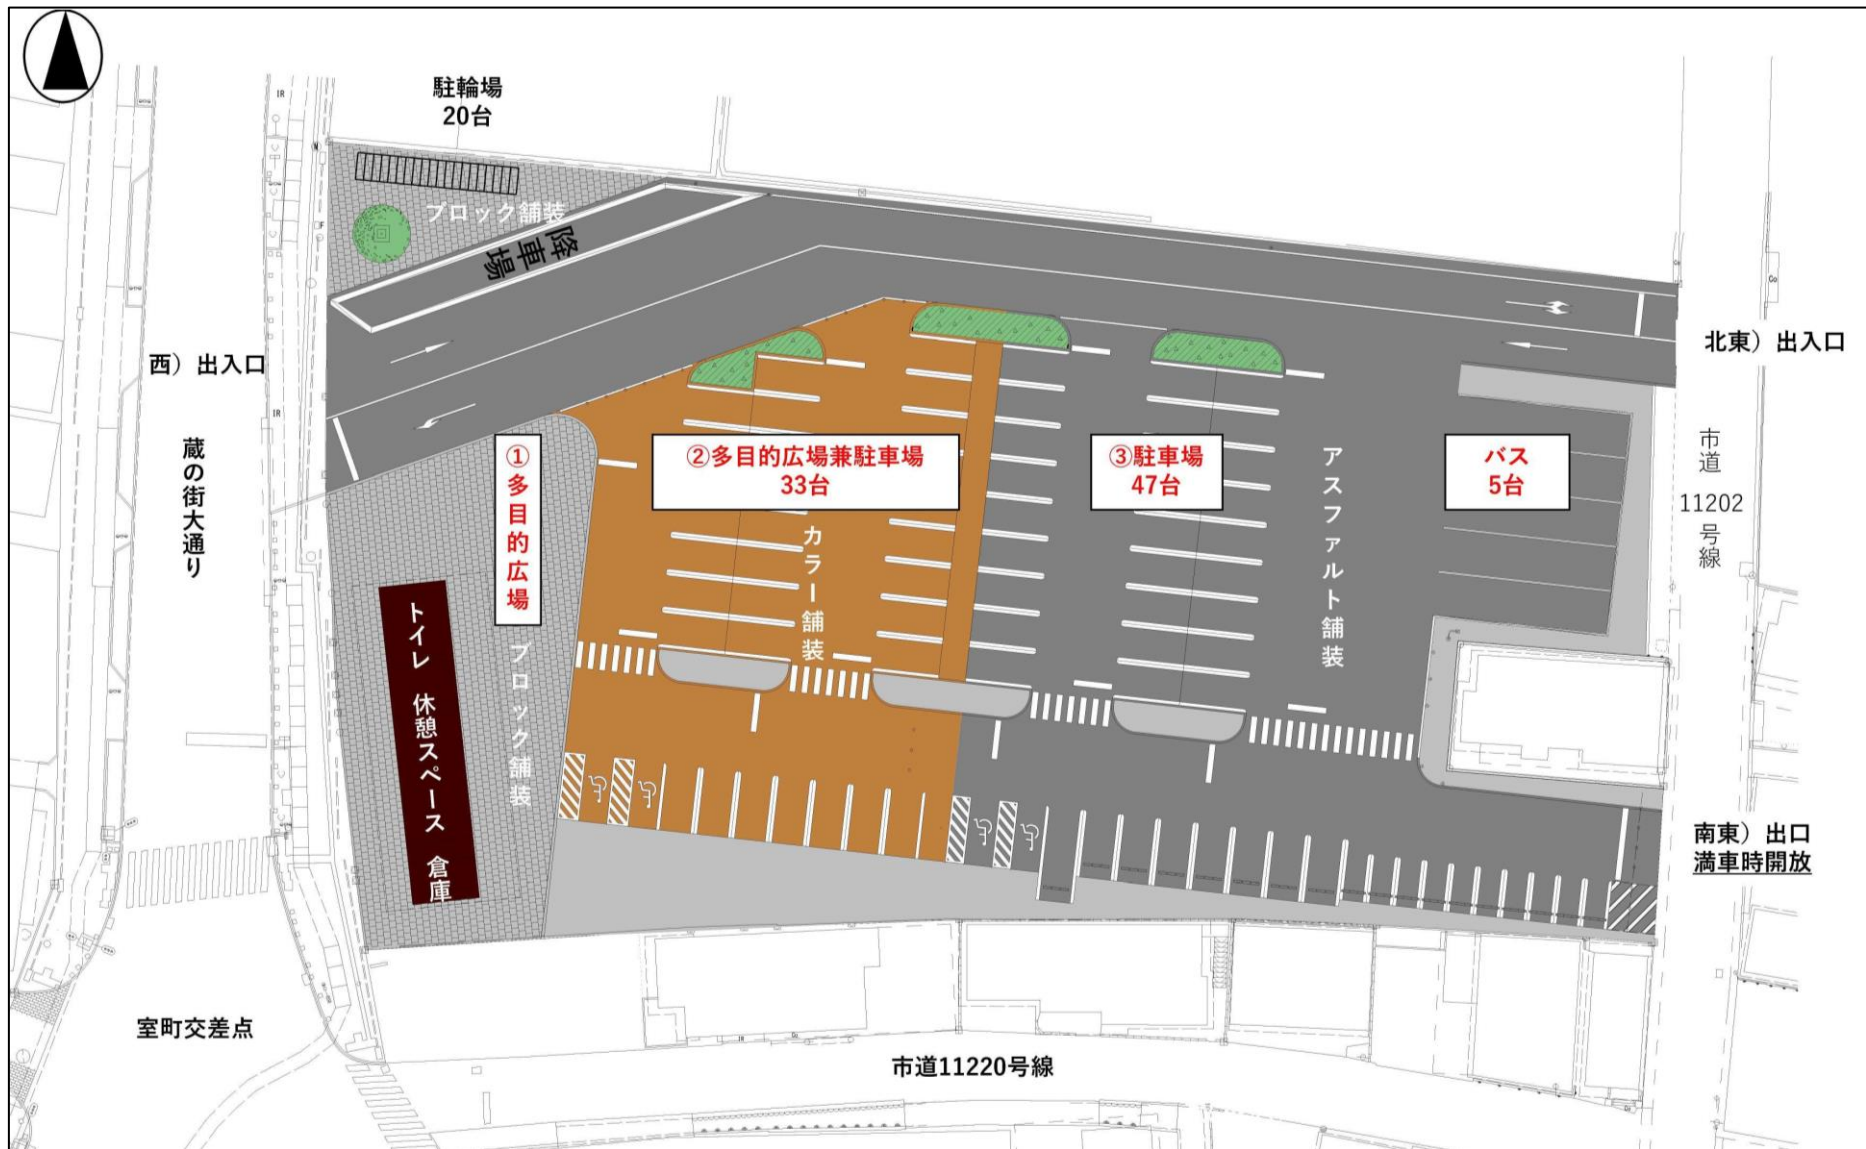 駐輪場
20台
ブロック舗装
降車場
西）出入口
北東）出入口
蔵の街大通り
①多目的広場
②多目的広場兼駐車場
33台
③駐車場
47台
バス
5台
アスファルト舗装
カラー舗装
市道
11202
号線
トイレ 休憩スペース 倉庫
ブロック舗装
南東）出口
満車時開放
室町交差点
市道11220号線
IR
IR